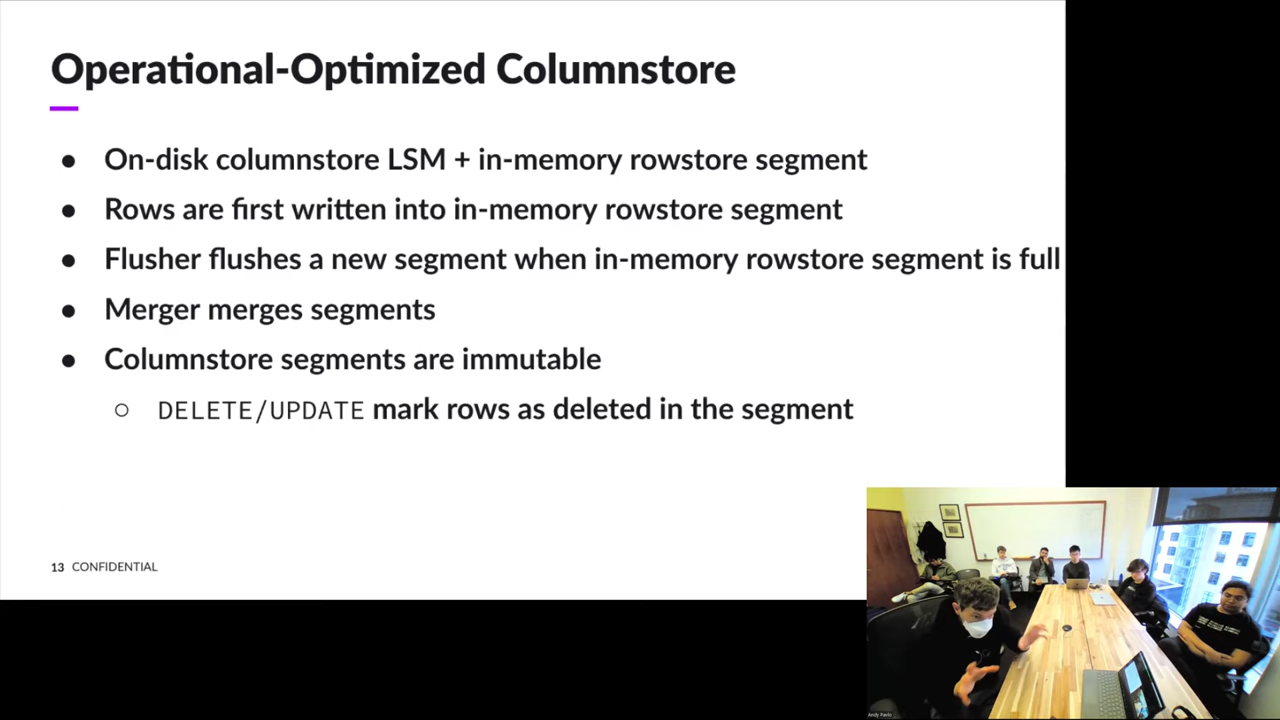 Operational-Optimized Columnstore
● On-disk columnstore LSM + in-memory rowstore segment
● Rows are first written into in-memory rowstore segment
● Flusher flushes a new segment when in-memory rowstore segment is full
● Merger merges segments
● Columnstore segments are immutable
○ DELETE/UPDATE mark rows as deleted in the segment
13 CONFIDENTIAL
Andy Pavlo